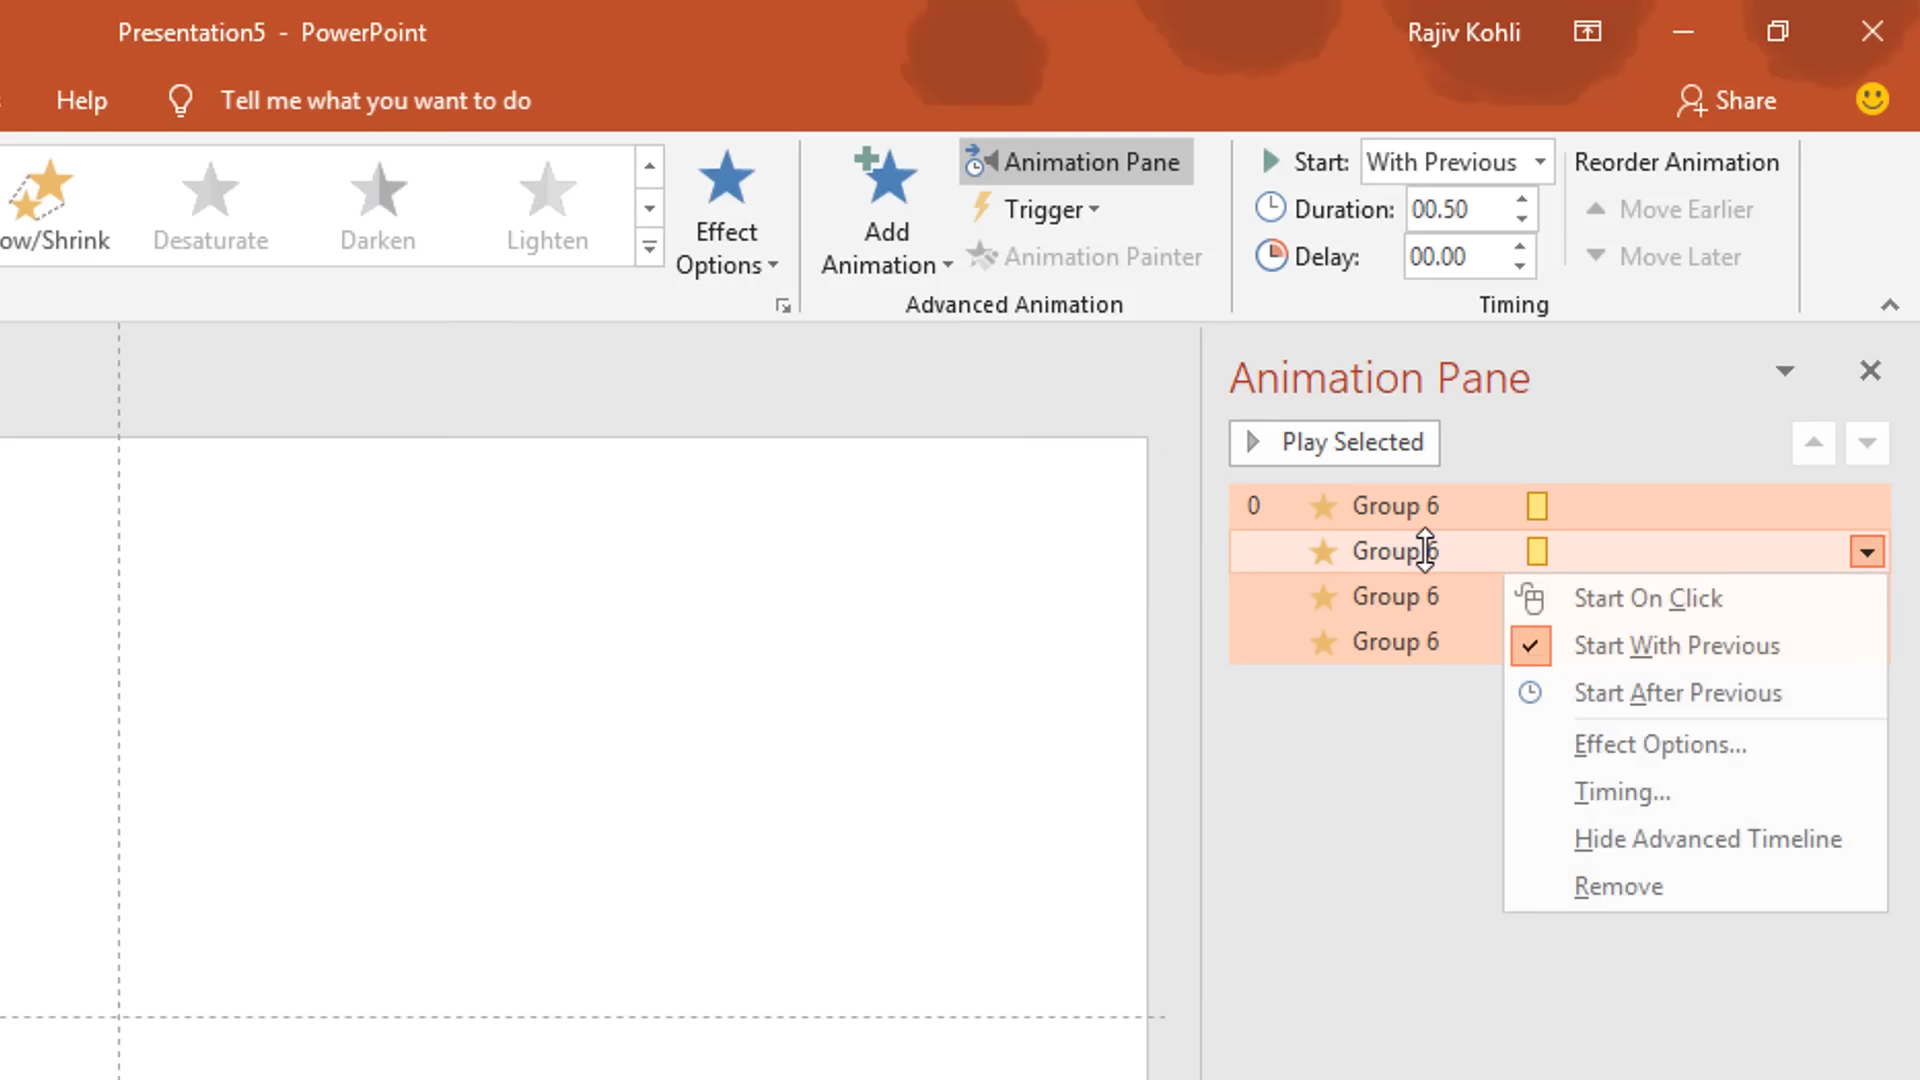 Presentation5 - PowerPoint
Rajiv Kohli
Help
Tell me what you want to do
Share
ow/Shrink
Desaturate
Darken
Lighten
Effect
Options
Add
Animation
Animation Pane
Trigger
Animation Painter
Advanced Animation
Start: With Previous
Duration: 00.50
Delay: 00.00
Reorder Animation
Move Earlier
Move Later
Timing
Animation Pane
Play Selected
0 Group 6
Group 6
Group 6
Group 6
Start On Click
Start With Previous
Start After Previous
Effect Options...
Timing...
Hide Advanced Timeline
Remove